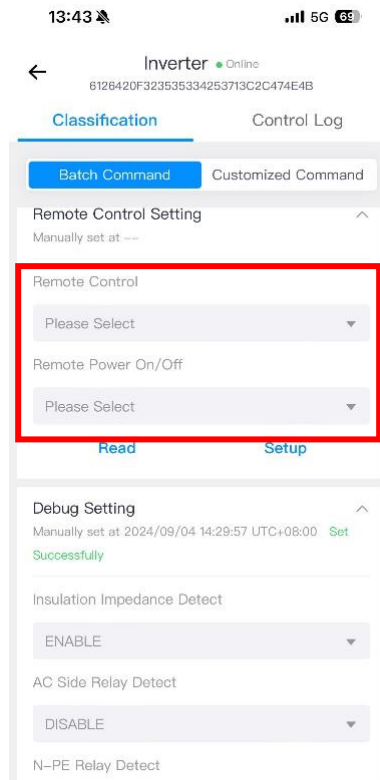 13:43
5G 69
Inverter Online
6126420F323535334253713C2C474E4B
Classification Control Log
Batch Command Customized Command
Remote Control Setting
Manually set at --
Remote Control
Please Select
Remote Power On/Off
Please Select
Read Setup
Debug Setting
Manually set at 2024/09/04 14:29:57 UTC+08:00 Set
Successfully
Insulation Impedance Detect
ENABLE
AC Side Relay Detect
DISABLE
N-PE Relay Detect